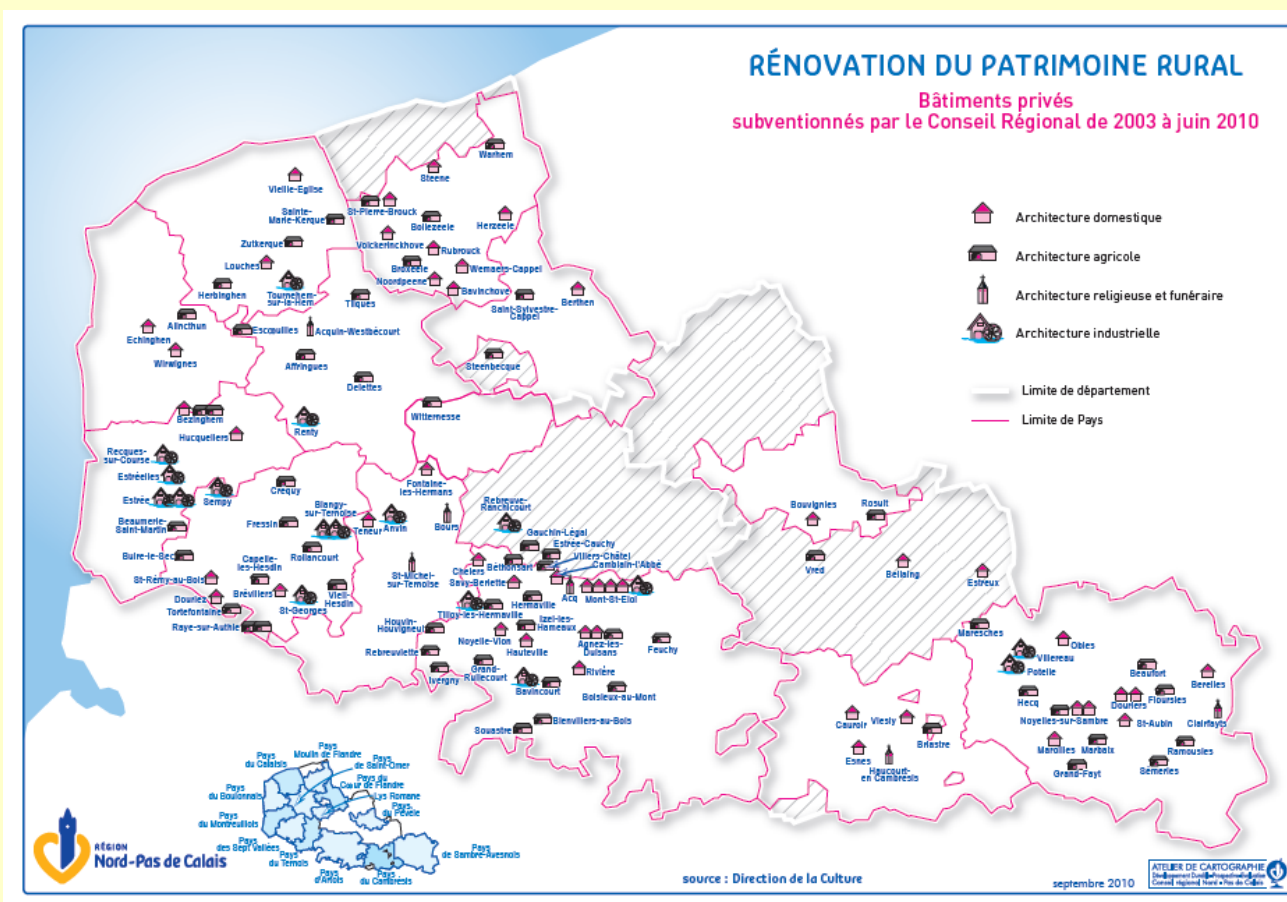 RÉNOVATION DU PATRIMOINE RURAL
Bâtiments privés
subventionnés par le Conseil Régional de 2003 à juin 2010
Architecture domestique
Architecture agricole
Architecture religieuse et funéraire
Architecture industrielle
Limite de département
Limite de Pays
Warhem
Steene
Vieille-Eglise
Sainte-
Marie-Kerque
St-Pierre-Brouck
Bollezeele
Herzeele
Zutkerque
Volckerinckhove
Rubrouck
Louches
Broxeele
Wemaers-Cappel
Noordpeene
Herbinghen
Tournehem-
sur-la-Hem
Tilques
Bavinchove
Saint-Sylvestre-
Cappel
Berthen
Alincthun
Escoeuilles
Acquin-Westbécourt
Echinghen
Wirwignes
Affringues
Steenbecque
Delettes
Witternesse
Bezinghem
Renty
Hucqueliers
Recques-
sur-Course
Estréelles
Estrée
Sempy
Créquy
Fontaine-
les-Hermans
Rebreuve-
Ranchicourt
Beaumerie-
Saint-Martin
Fressin
Blangy-
sur-Ternoise
Teneur
Anvin
Bours
Gauchin-Légal
Estrée-Cauchy
Villers-Châtel
Camblain-l'Abbé
Bouvignies
Rosult
Buire-le-Sec
Capelle-
les-Hesdin
Rollancourt
St-Michel-
sur-Ternoise
Chelers
Béthonsart
Savy-Berlette
Vred
Bellaing
Estreux
St-Rémy-au-Bois
Brévillers
St-Georges
Vieil-
Hesdin
Acq
Mont-St-Eloi
Douriez
Tortefontaine
Raye-sur-Authie
Hermaville
Tilloy-les-Hermaville
Izel-les-
Hameaux
Houvin-
Houvigneul
Noyelle-Vion
Hauteville
Agnez-les-
Duisans
Feuchy
Rebreuviette
Ivergny
Grand-
Rullecourt
Bavincourt
Rivière
Boisleux-au-Mont
Bienvillers-au-Bois
Souastre
Maresches
Obies
Villereau
Potelle
Beaufort
Berelles
Hecq
Dourlers
Floursies
Noyelles-sur-Sambre
St-Aubin
Clairfayts
Maroilles
Marbaix
Ramousies
Grand-Fayt
Semeries
Cauroir
Viesly
Briastre
Esnes
Haucourt-
en Cambrésis
Pays
Moulin de Flandre
Pays
du Calaisis
Pays
de Saint-Omer
Pays du
Cœur de Flandre
Pays
du Boulonnais
Lys Romane
Pays
du Pévèle
Pays
du Montreuillois
Pays
des Sept Vallées
Pays
du Ternois
Pays
d'Artois
Pays
du Cambrésis
Pays
de Sambre-Avesnois
RÉGION
Nord-Pas de Calais
source : Direction de la Culture
septembre 2010
ATELIER DE CARTOGRAPHIE
Conseil régional Nord - Pas de Calais